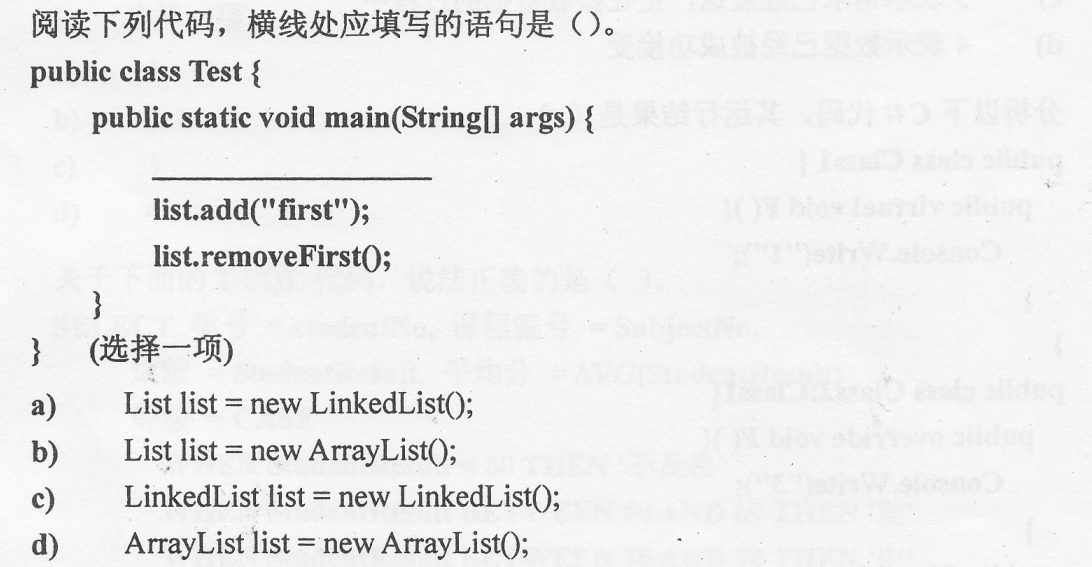 阅读下列代码，横线处应填写的语句是（）。
public class Test {
public static void main(String[] args) {
list.add("first");
list.removeFirst();
}
} (选择一项)
a) List list = new LinkedList();
b) List list = new ArrayList();
c) LinkedList list = new LinkedList();
d) ArrayList list = new ArrayList();